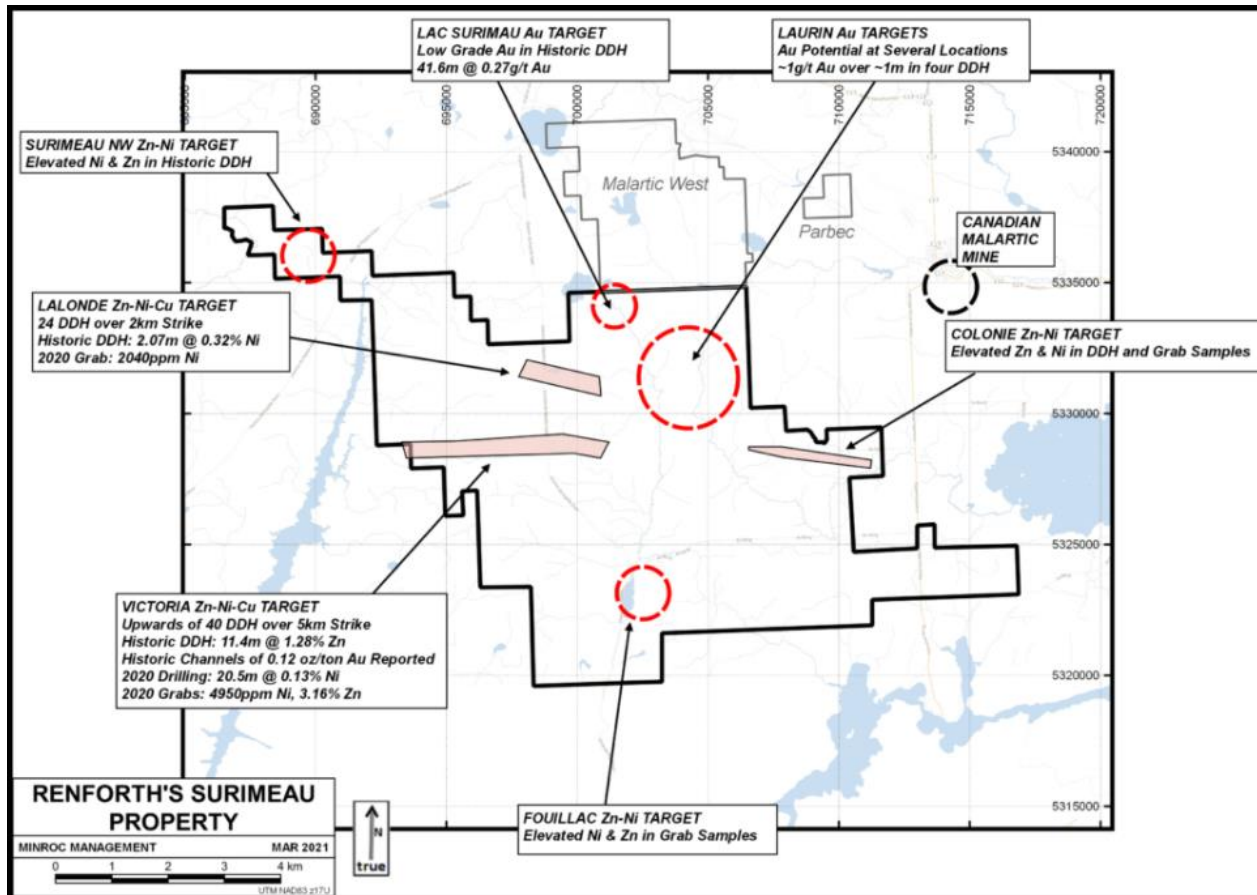 LAC SURIMAU Au TARGET
Low Grade Au in Historic DDH
41.6m @ 0.27g/t Au
LAURIN Au TARGETS
Au Potential at Several Locations
~1g/t Au over ~1m in four DDH
690000
695000
700000
705000
710000
715000
720000
SURIMEAU NW Zn-Ni TARGET
Elevated Ni & Zn in Historic DDH
5340000
Malartic West
Parbec
CANADIAN
MALARTIC
MINE
5335000
LALONDE Zn-Ni-Cu TARGET
24 DDH over 2km Strike
Historic DDH: 2.07m @ 0.32% Ni
2020 Grab: 2040ppm Ni
COLONIE Zn-Ni TARGET
Elevated Zn & Ni in DDH and Grab Samples
5330000
5325000
VICTORIA Zn-Ni-Cu TARGET
Upwards of 40 DDH over 5km Strike
Historic DDH: 11.4m @ 1.28% Zn
Historic Channels of 0.12 oz/ton Au Reported
2020 Drilling: 20.5m @ 0.13% Ni
2020 Grabs: 4950ppm Ni, 3.16% Zn
5320000
FOUILLAC Zn-Ni TARGET
Elevated Ni & Zn in Grab Samples
5315000
RENFORTH'S SURIMEAU
PROPERTY
MINROC MANAGEMENT MAR 2021
0 1 2 3 4 km
UTM NAD83 z17U
N
true